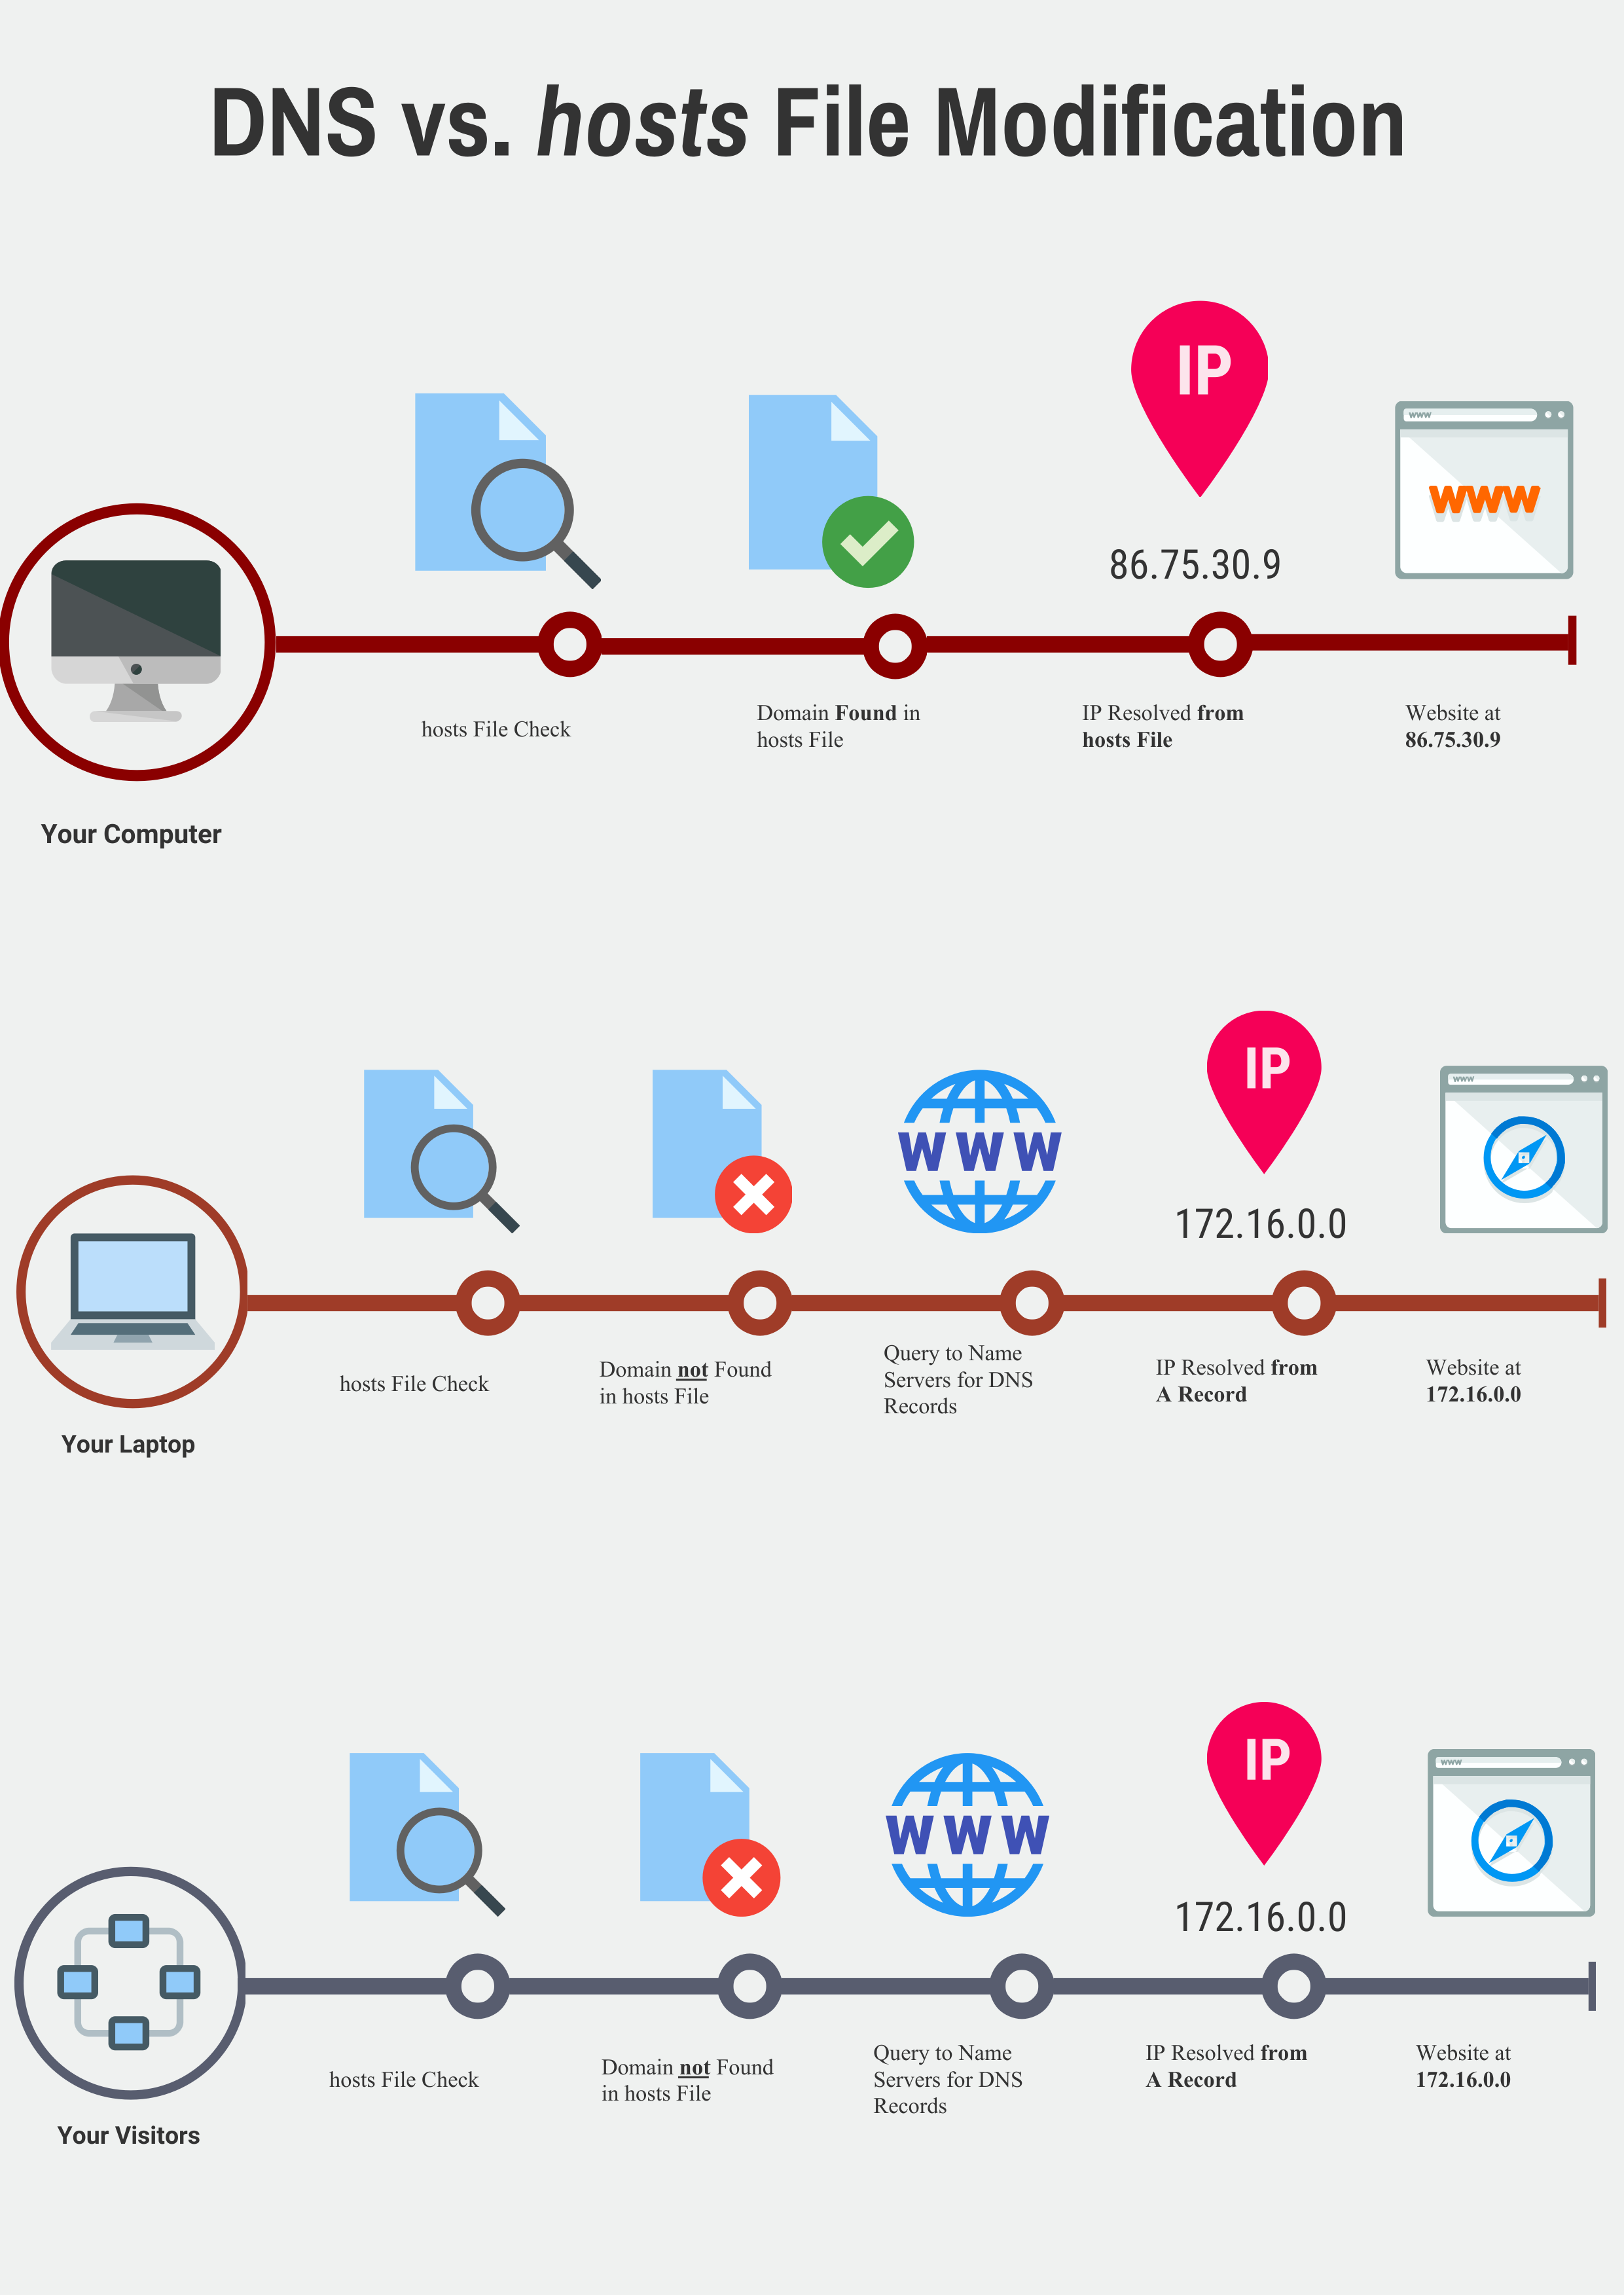 DNS vs. hosts File Modification
IP
www
www
86.75.30.9
hosts File Check
Domain Found in
hosts File
IP Resolved from
hosts File
Website at
86.75.30.9
Your Computer
IP
www
WWW
172.16.0.0
hosts File Check
Domain not Found
in hosts File
Query to Name
Servers for DNS
Records
IP Resolved from
A Record
Website at
172.16.0.0
Your Laptop
IP
www
WWW
172.16.0.0
hosts File Check
Domain not Found
in hosts File
Query to Name
Servers for DNS
Records
IP Resolved from
A Record
Website at
172.16.0.0
Your Visitors